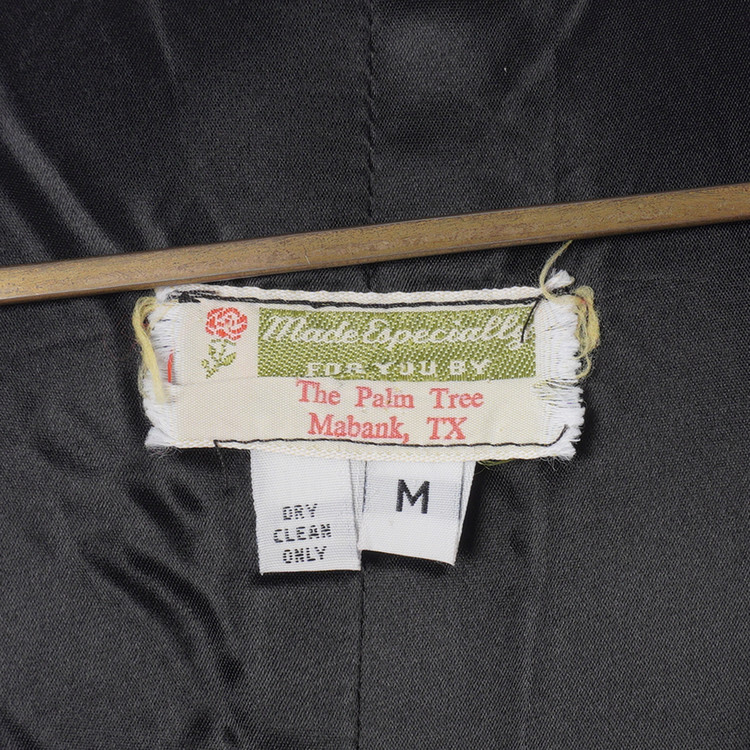 Made Especially
FOR YOU BY
The Palm Tree
Mabank, TX
DRY
CLEAN
ONLY
M